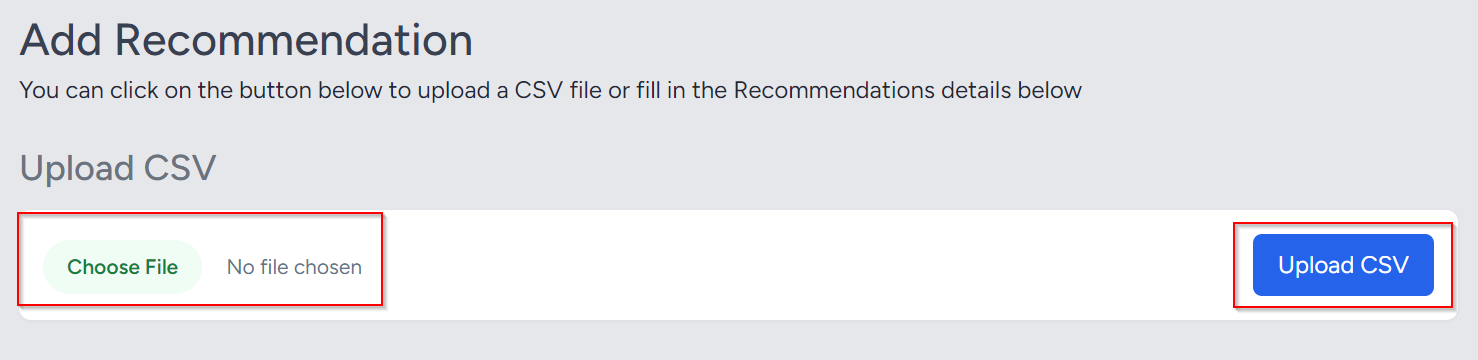 Add Recommendation
You can click on the button below to upload a CSV file or fill in the Recommendations details below
Upload CSV
Choose File No file chosen Upload CSV